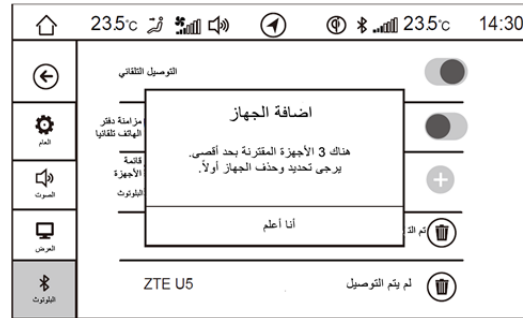 23.5°c
23.5°c
14:30
التوصيل التلقائي
العام
الصوت
العرض
البلوتوث
مزامنة دفتر
الهاتف تلقائيا
قائمة
الأجهزة
البلوتوث
اضافة الجهاز
هناك 3 الأجهزة المقترنة بحد أقصى.
يرجى تحديد وحذف الجهاز أولاً.
أنا أعلم
تم الت
ZTE U5
لم يتم التوصيل